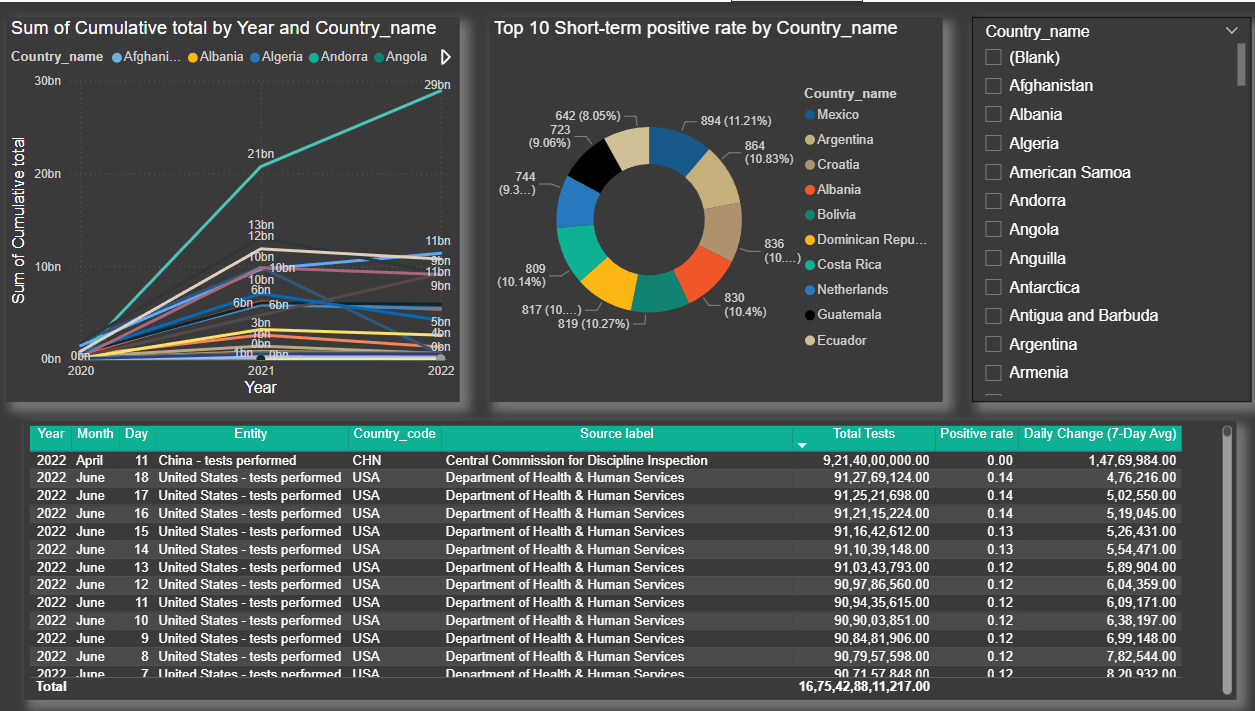 Sum of Cumulative total by Year and Country_name
Country_name Afghani... Albania Algeria Andorra Angola
30bn
20bn
10bn
0bn
Sum of Cumulative total
29bn
21bn
13bn
12bn
10bn
10bn
10bn
6bn
6bn
6bn
3bn
1bn
0bn
1bn
0bn
0bn
11bn
9bn
11bn
9bn
5bn
4bn
0bn
2020 2021 2022
Year
Top 10 Short-term positive rate by Country_name
894 (11.21%)
864
(10.83%)
836
(10....)
830
(10.4%)
819 (10.27%)
817 (10....)
809
(10.14%)
744
(9.3...)
723
(9.06%)
642 (8.05%)
Country_name
Mexico
Argentina
Croatia
Albania
Bolivia
Dominican Repu...
Costa Rica
Netherlands
Guatemala
Ecuador
Country_name
(Blank)
Afghanistan
Albania
Algeria
American Samoa
Andorra
Angola
Anguilla
Antarctica
Antigua and Barbuda
Argentina
Armenia
Year Month Day Entity Country_code Source label Total Tests Positive rate Daily Change (7-Day Avg)
2022 April 11 China - tests performed CHN Central Commission for Discipline Inspection 9,21,40,00,000.00 0.00 1,47,69,984.00
2022 June 18 United States - tests performed USA Department of Health & Human Services 91,27,69,124.00 0.14 4,76,216.00
2022 June 17 United States - tests performed USA Department of Health & Human Services 91,25,21,698.00 0.14 5,02,550.00
2022 June 16 United States - tests performed USA Department of Health & Human Services 91,21,15,224.00 0.14 5,19,045.00
2022 June 15 United States - tests performed USA Department of Health & Human Services 91,16,42,612.00 0.13 5,26,431.00
2022 June 14 United States - tests performed USA Department of Health & Human Services 91,10,39,148.00 0.13 5,54,471.00
2022 June 13 United States - tests performed USA Department of Health & Human Services 91,03,43,793.00 0.12 5,89,904.00
2022 June 12 United States - tests performed USA Department of Health & Human Services 90,97,86,560.00 0.12 6,04,359.00
2022 June 11 United States - tests performed USA Department of Health & Human Services 90,94,35,615.00 0.12 6,09,171.00
2022 June 10 United States - tests performed USA Department of Health & Human Services 90,90,03,851.00 0.12 6,38,197.00
2022 June 9 United States - tests performed USA Department of Health & Human Services 90,84,81,906.00 0.12 6,99,148.00
2022 June 8 United States - tests performed USA Department of Health & Human Services 90,79,57,598.00 0.12 7,82,544.00
2022 June 7 United States - tests performed USA Department of Health & Human Services 90,71,57,848.00 0.12 8,20,932.00
Total 16,75,42,88,11,217.00